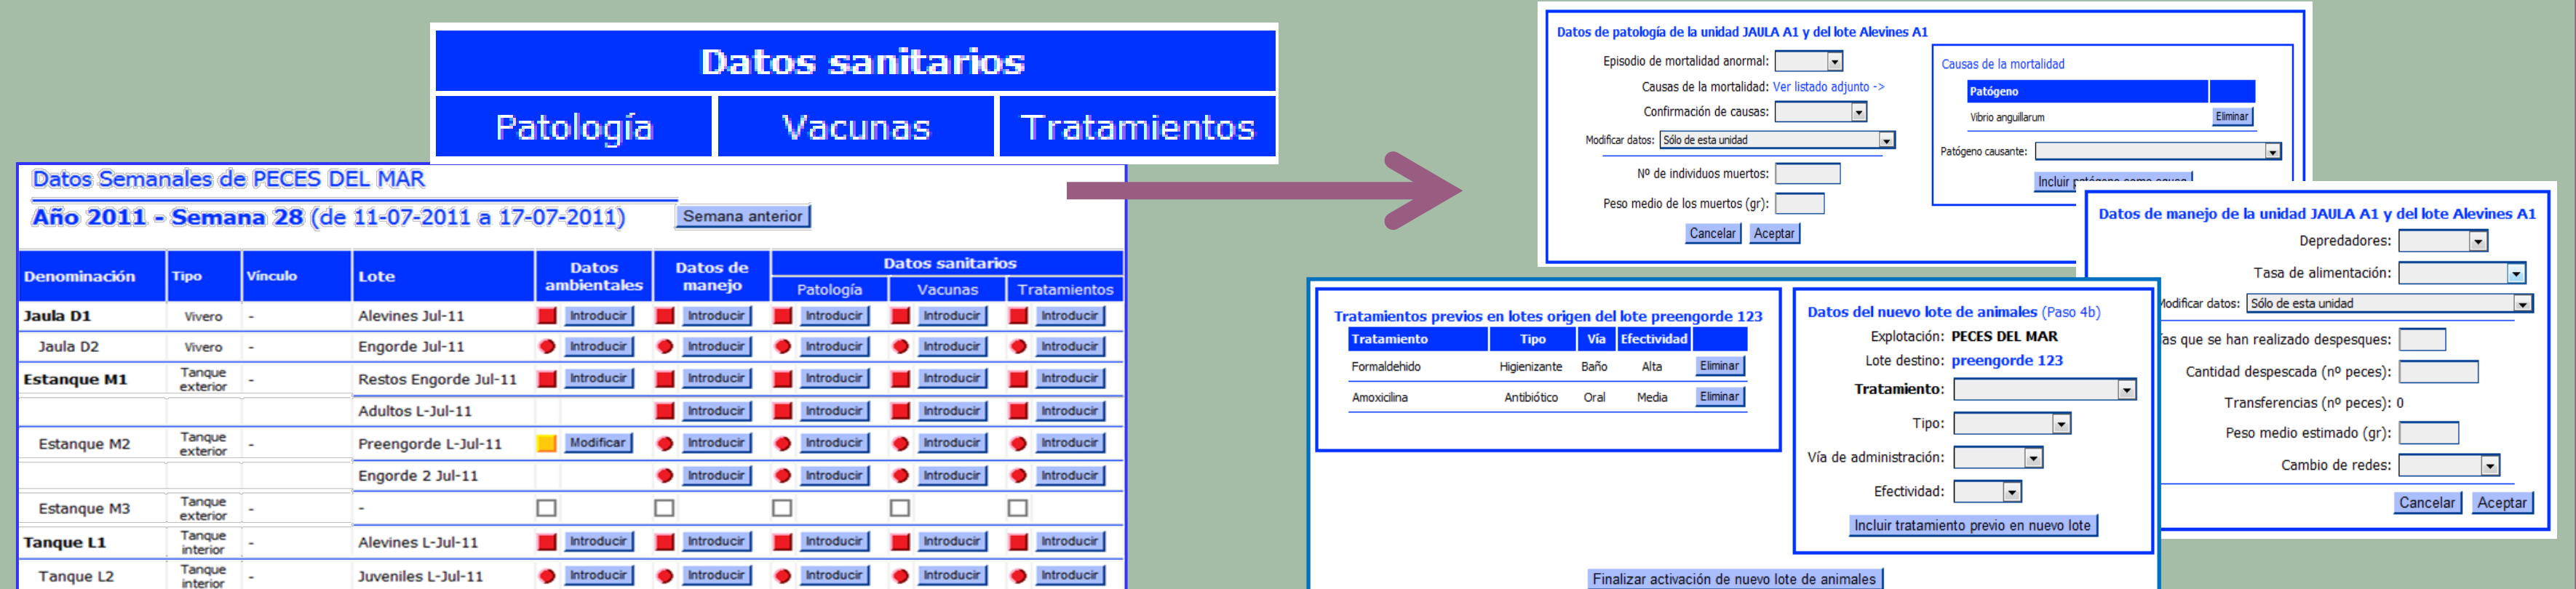 Datos sanitarios
Patología Vacunas Tratamientos
Datos Semanales de PECES DEL MAR
Año 2011 - Semana 28 (de 11-07-2011 a 17-07-2011) Semana anterior
Denominación Tipo Vínculo Lote Datos ambientales Datos de manejo Datos sanitarios
Patología Vacunas Tratamientos
Jaula D1 Vivero - Alevines Jul-11 Introducir Introducir Introducir Introducir Introducir
Jaula D2 Vivero - Engorde Jul-11 Introducir Introducir Introducir Introducir Introducir
Estanque M1 Tanque exterior - Restos Engorde Jul-11 Introducir Introducir Introducir Introducir Introducir
Adultos L-Jul-11 Introducir Introducir Introducir Introducir
Estanque M2 Tanque exterior - Preengorde L-Jul-11 Modificar Introducir Introducir Introducir Introducir
Engorde 2 Jul-11 Introducir Introducir Introducir Introducir
Estanque M3 Tanque exterior - -
Tanque L1 Tanque interior - Alevines L-Jul-11 Introducir Introducir Introducir Introducir Introducir
Tanque L2 Tanque interior - Juveniles L-Jul-11 Introducir Introducir Introducir Introducir Introducir
Datos de patología de la unidad JAULA A1 y del lote Alevines A1
Episodio de mortalidad anormal:
Causas de la mortalidad: Ver listado adjunto ->
Confirmación de causas:
Modificar datos: Sólo de esta unidad
Nº de individuos muertos:
Peso medio de los muertos (gr):
Cancelar Aceptar
Causas de la mortalidad
Patógeno
Vibrio anguillarum Eliminar
Patógeno causante:
Incluir patógeno como causa
Datos de manejo de la unidad JAULA A1 y del lote Alevines A1
Depredadores:
Tasa de alimentación:
Modificar datos: Sólo de esta unidad
que se han realizado despesques:
Cantidad despescada (nº peces):
Transferencias (nº peces): 0
Peso medio estimado (gr):
Cambio de redes:
Cancelar Aceptar
Tratamientos previos en lotes origen del lote preengorde 123
Tratamiento Tipo Vía Efectividad
Formaldehido Higienizante Baño Alta Eliminar
Amoxicilina Antibiótico Oral Media Eliminar
Datos del nuevo lote de animales (Paso 4b)
Explotación: PECES DEL MAR
Lote destino: preengorde 123
Tratamiento:
Tipo:
Vía de administración:
Efectividad:
Incluir tratamiento previo en nuevo lote
Finalizar activación de nuevo lote de animales